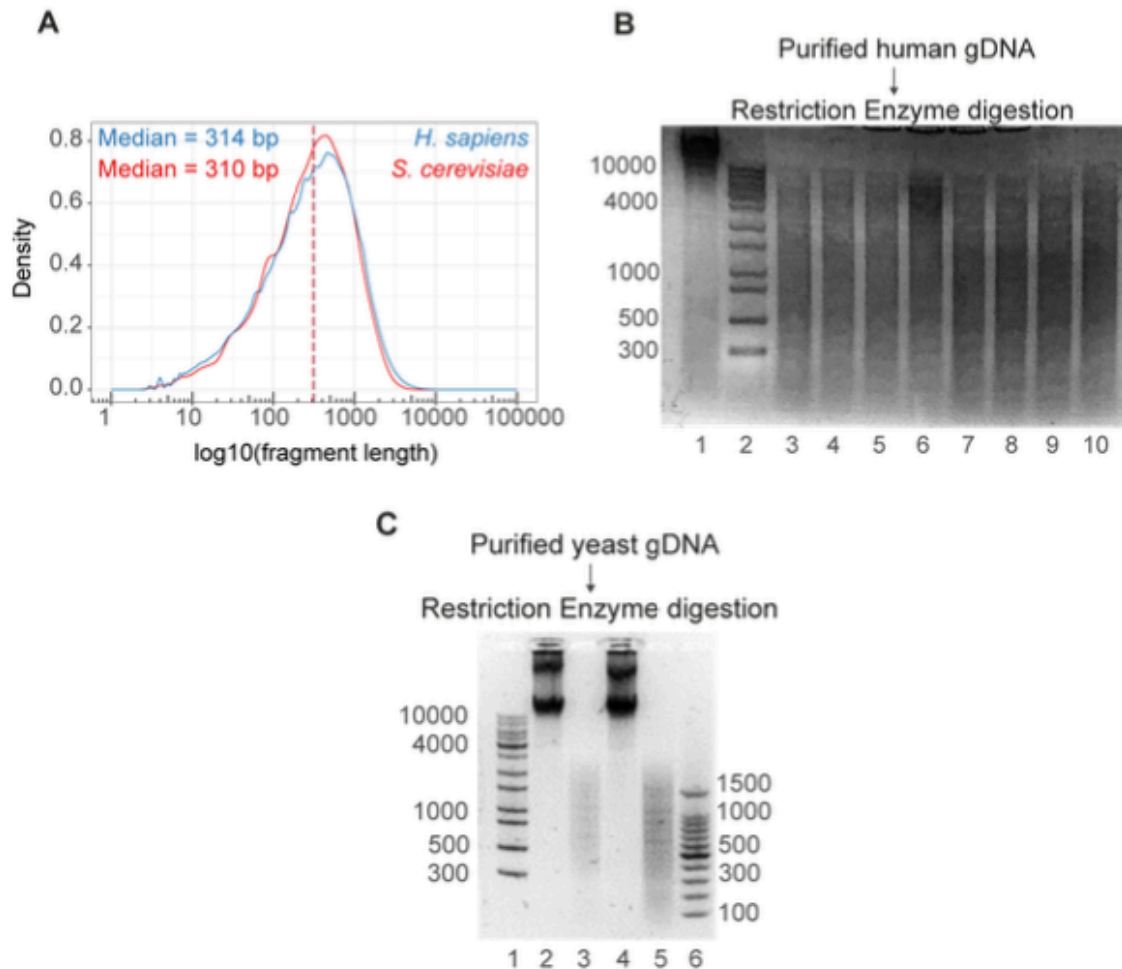 A
Median = 314 bp H. sapiens
Median = 310 bp S. cerevisiae
0.8
0.6
0.4
0.2
0.0
Density
1 10 100 1000 10000 100000
log10(fragment length)
B
Purified human gDNA
Restriction Enzyme digestion
10000
4000
1000
500
300
1 2 3 4 5 6 7 8 9 10
C
Purified yeast gDNA
Restriction Enzyme digestion
10000
4000
1000
500
300
1500
1000
500
300
100
1 2 3 4 5 6